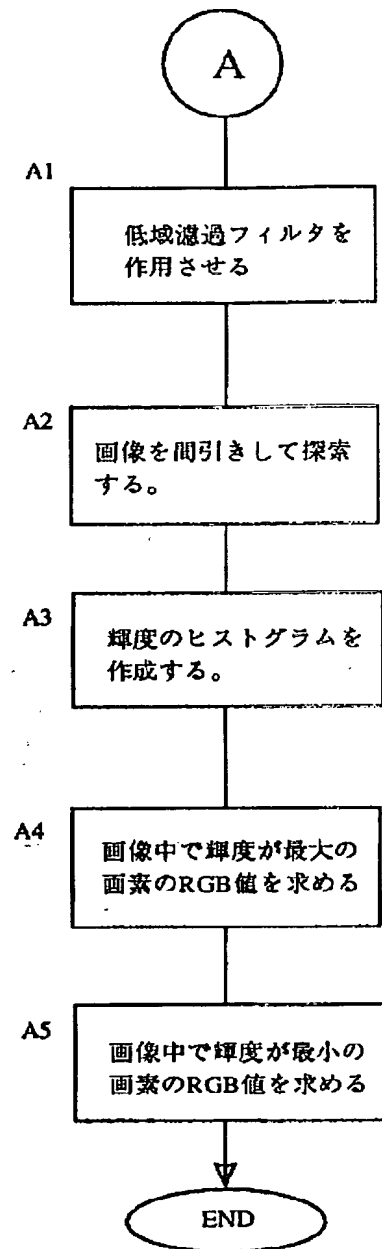 A
A1
低域濾過フィルタを
作用させる
A2
画像を間引きして探索
する。
A3
輝度のヒストグラムを
作成する。
A4
画像中で輝度が最大の
画素のRGB値を求める
A5
画像中で輝度が最小の
画素のRGB値を求める
END